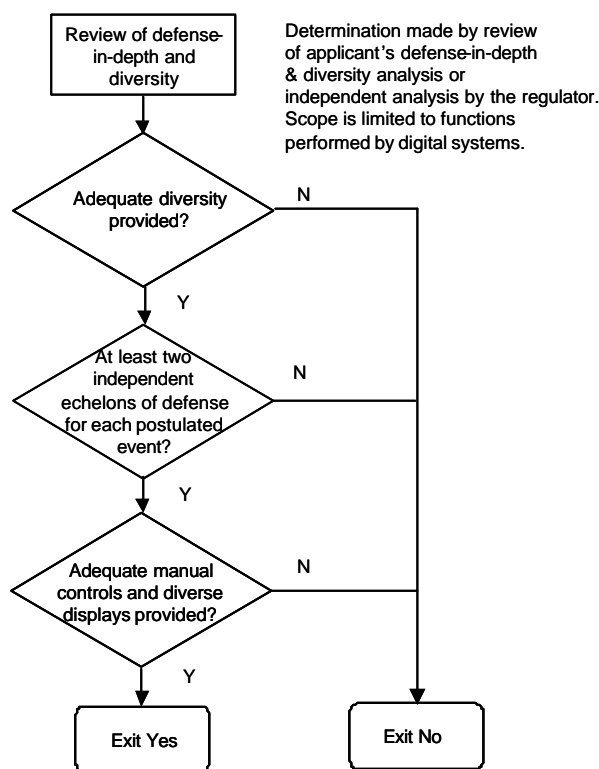 Review of defense-
in-depth and
diversity
Determination made by review
of applicant's defense-in-depth
& diversity analysis or
independent analysis by the regulator.
Scope is limited to functions
performed by digital systems.
Adequate diversity
provided?
N
Y
At least two
independent
echelons of defense
for each postulated
event?
N
Y
Adequate manual
controls and diverse
displays provided?
N
Y
Exit Yes
Exit No